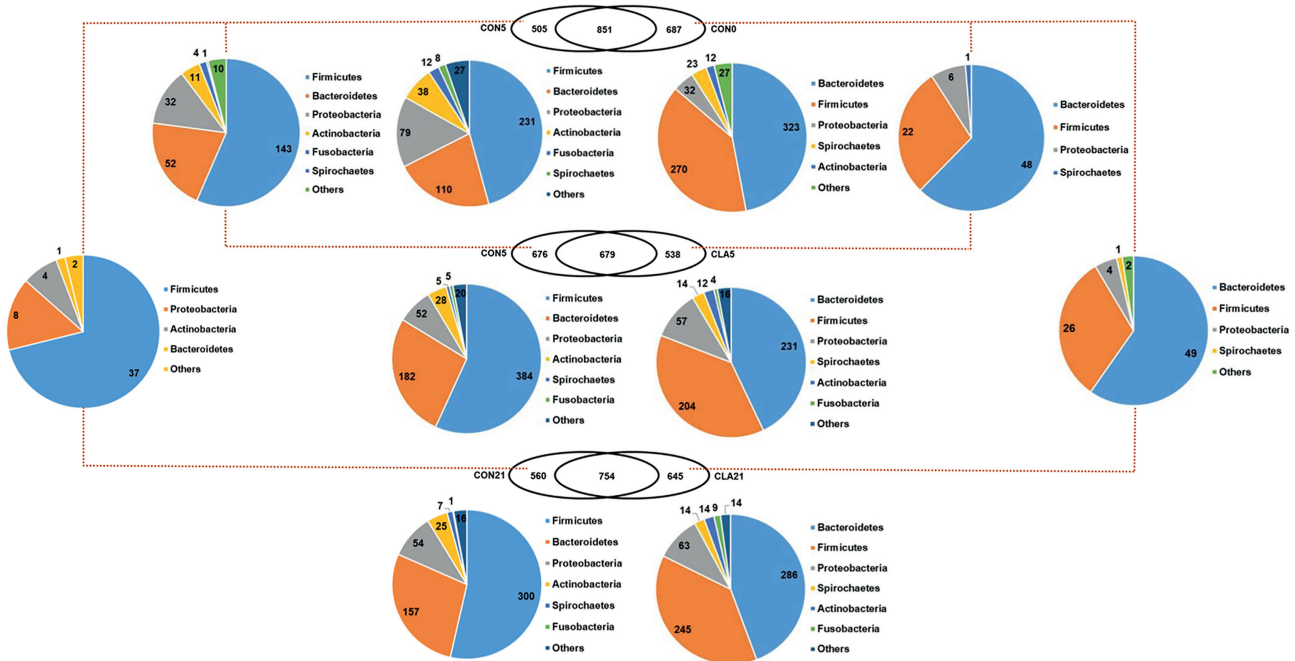 CON5 505 851 687 CON0
4 1
10
11
32
52
143
Firmicutes
Bacteroidetes
Proteobacteria
Actinobacteria
Fusobacteria
Spirochaetes
Others
12 8
27
38
79
110
231
Firmicutes
Bacteroidetes
Proteobacteria
Actinobacteria
Fusobacteria
Spirochaetes
Others
23 12
27
32
270
323
Bacteroidetes
Firmicutes
Proteobacteria
Spirochaetes
Actinobacteria
Others
1
6
22
48
Bacteroidetes
Firmicutes
Proteobacteria
Spirochaetes
CON5 676 679 538 CLA5
1
2
4
8
37
Firmicutes
Proteobacteria
Actinobacteria
Bacteroidetes
Others
5 5
20
28
52
182
384
Firmicutes
Bacteroidetes
Proteobacteria
Actinobacteria
Spirochaetes
Fusobacteria
Others
14 12 4
16
57
204
231
Bacteroidetes
Firmicutes
Proteobacteria
Spirochaetes
Actinobacteria
Fusobacteria
Others
1
2
4
26
49
Bacteroidetes
Firmicutes
Proteobacteria
Spirochaetes
Others
CON21 560 754 645 CLA21
7 1
16
25
54
157
300
Firmicutes
Bacteroidetes
Proteobacteria
Actinobacteria
Spirochaetes
Fusobacteria
Others
14 14 9 14
63
245
286
Bacteroidetes
Firmicutes
Proteobacteria
Spirochaetes
Actinobacteria
Fusobacteria
Others